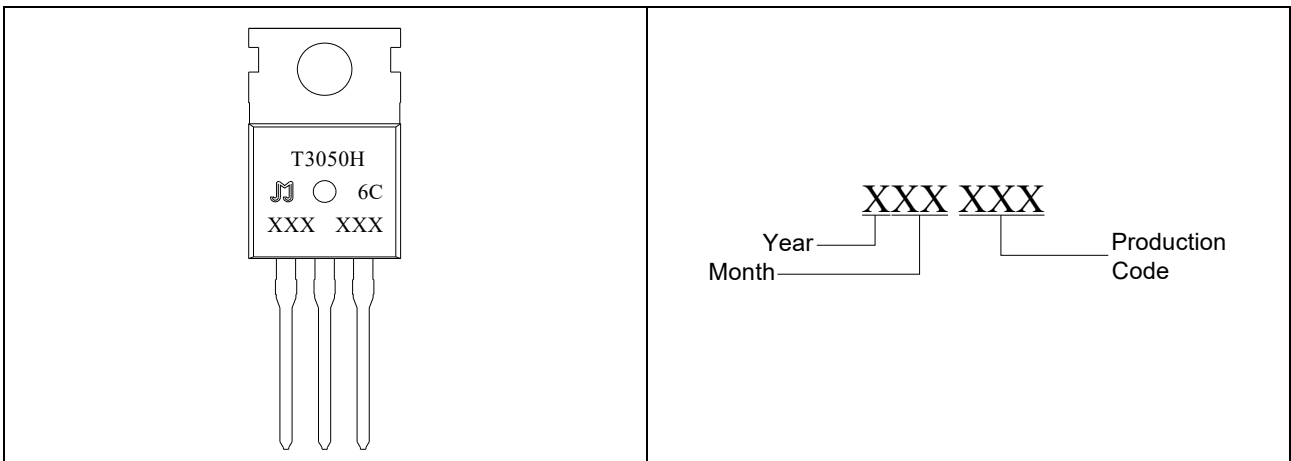 T3050H
JJ 6C
XXX XXX
XXX XXX
Year
Month
Production
Code